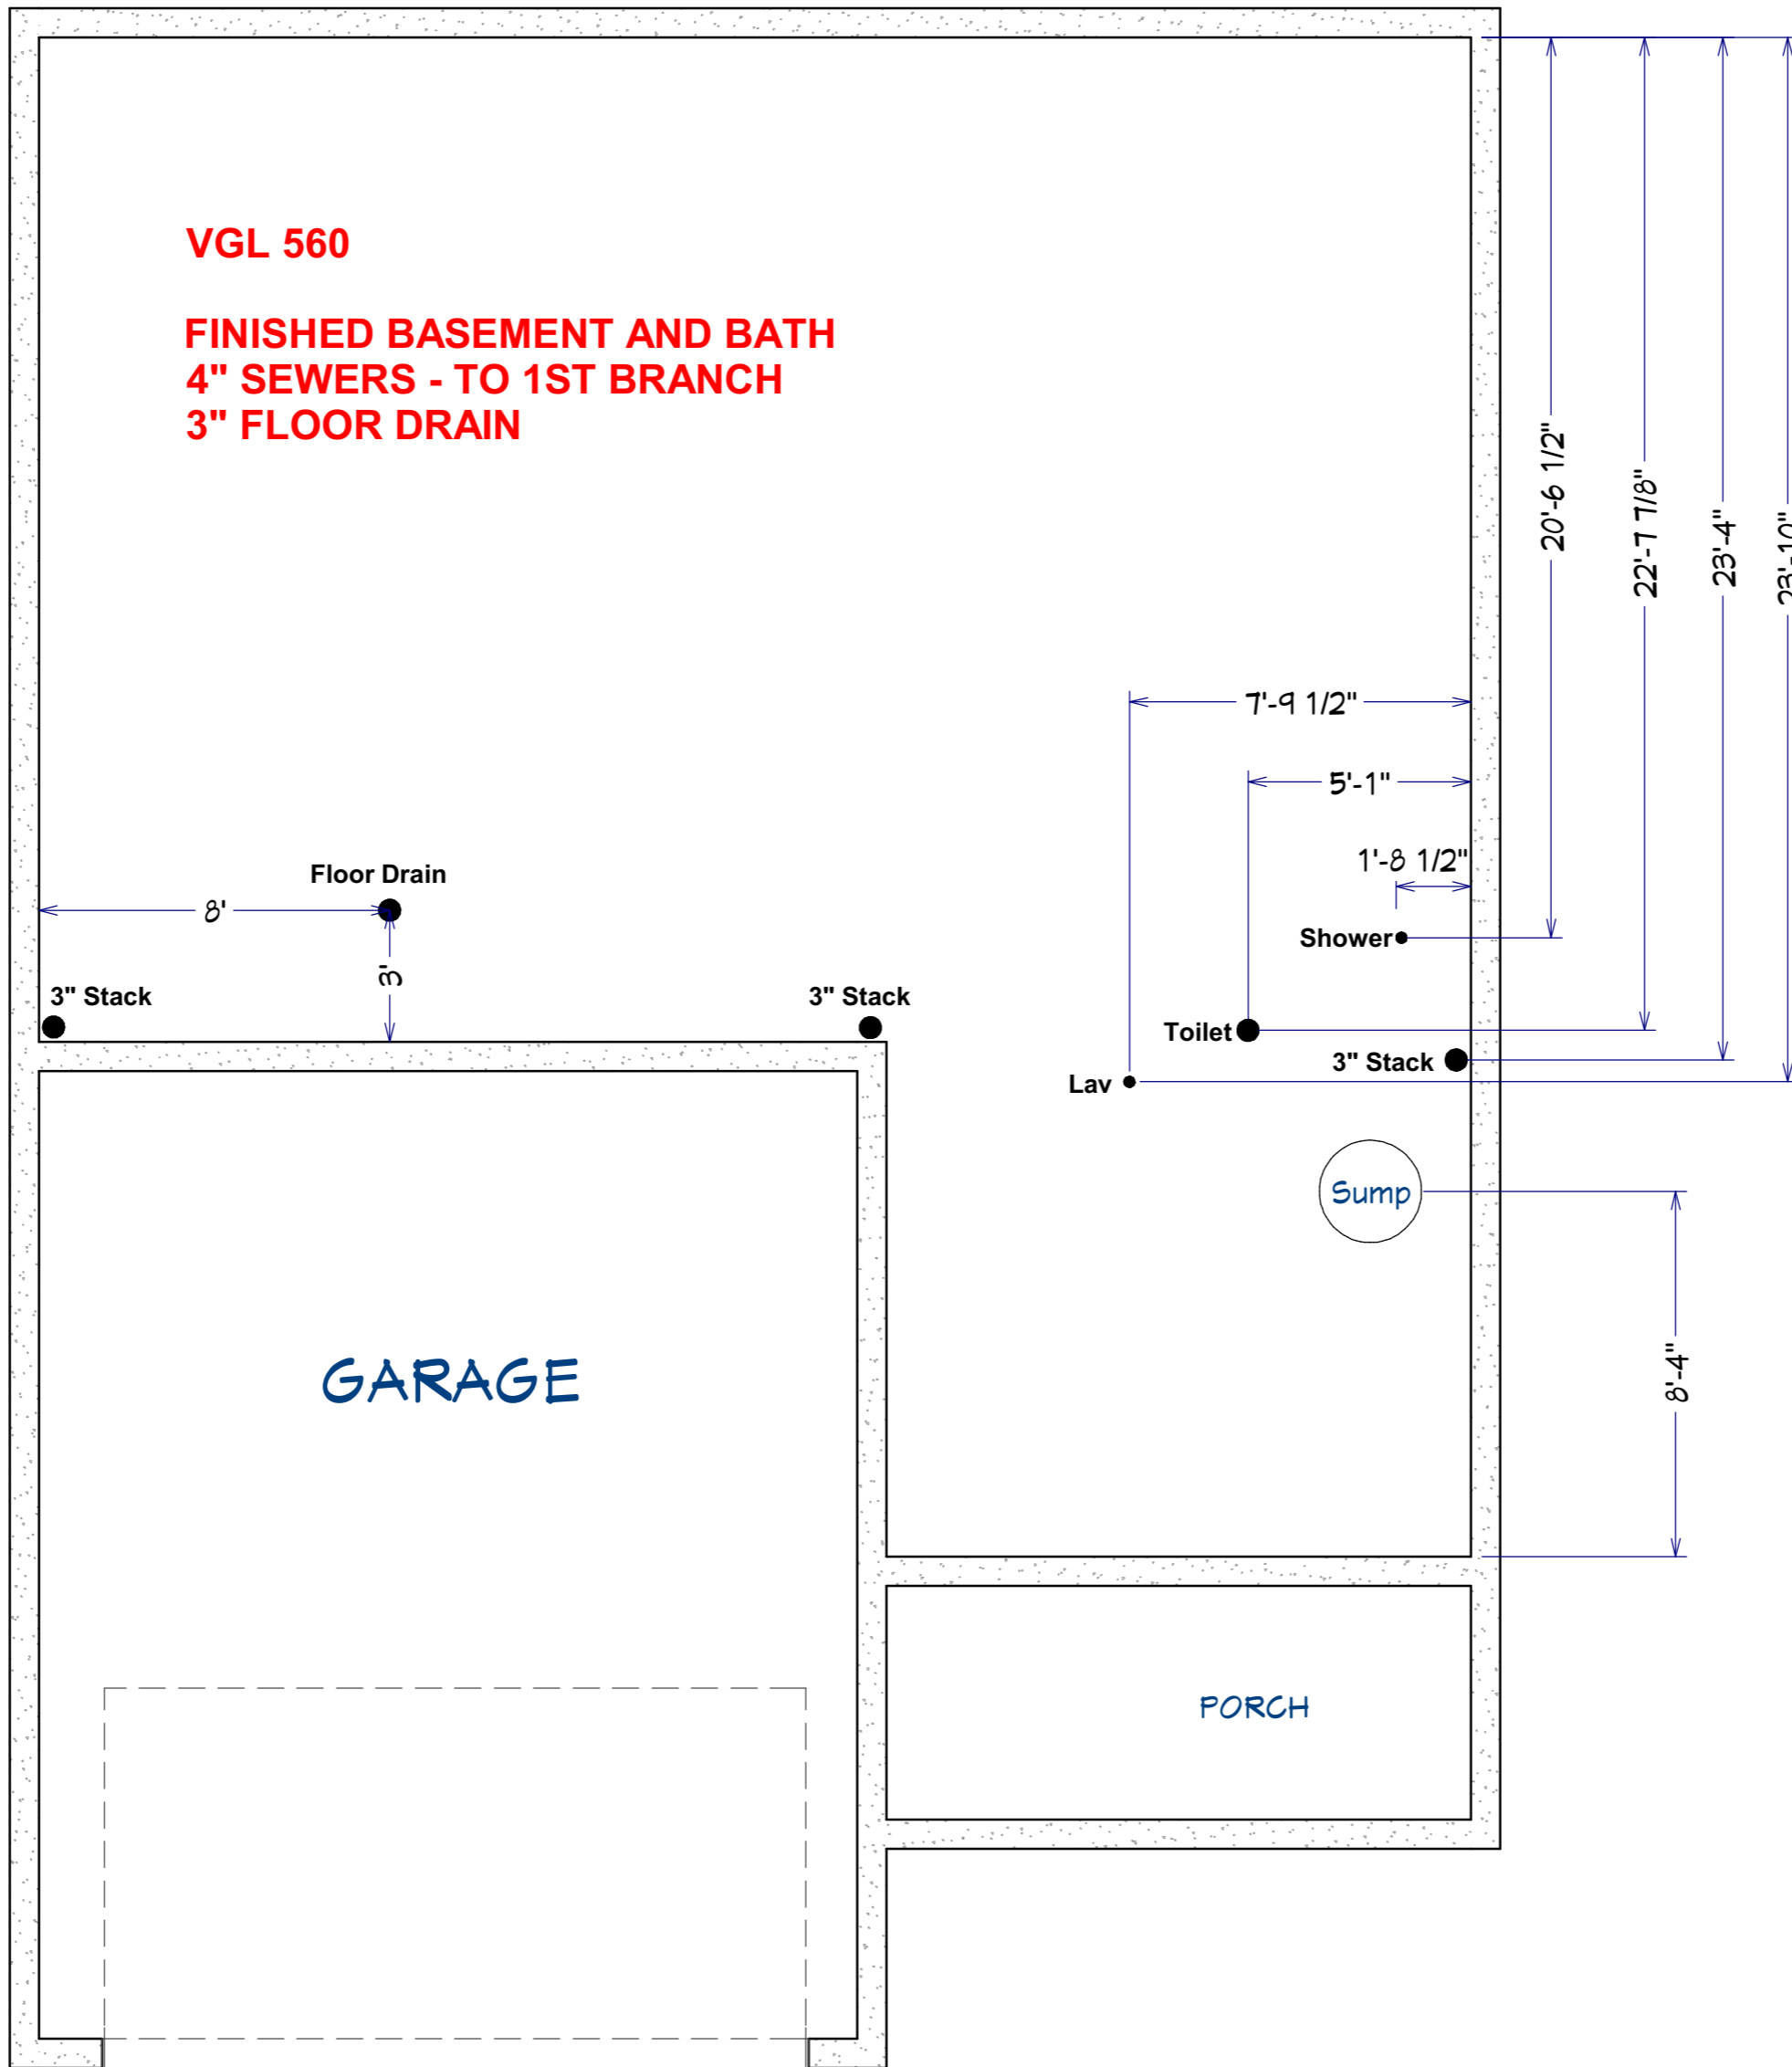 VGL 560
FINISHED BASEMENT AND BATH
4" SEWERS - TO 1ST BRANCH
3" FLOOR DRAIN
20'-6 1/2"
22'-7 7/8"
23'-4"
23'-10"
7'-9 1/2"
5'-1"
1'-8 1/2"
Floor Drain
8'
3'
Shower
3" Stack
3" Stack
Toilet
3" Stack
Lav
Sump
8'-4"
GARAGE
PORCH